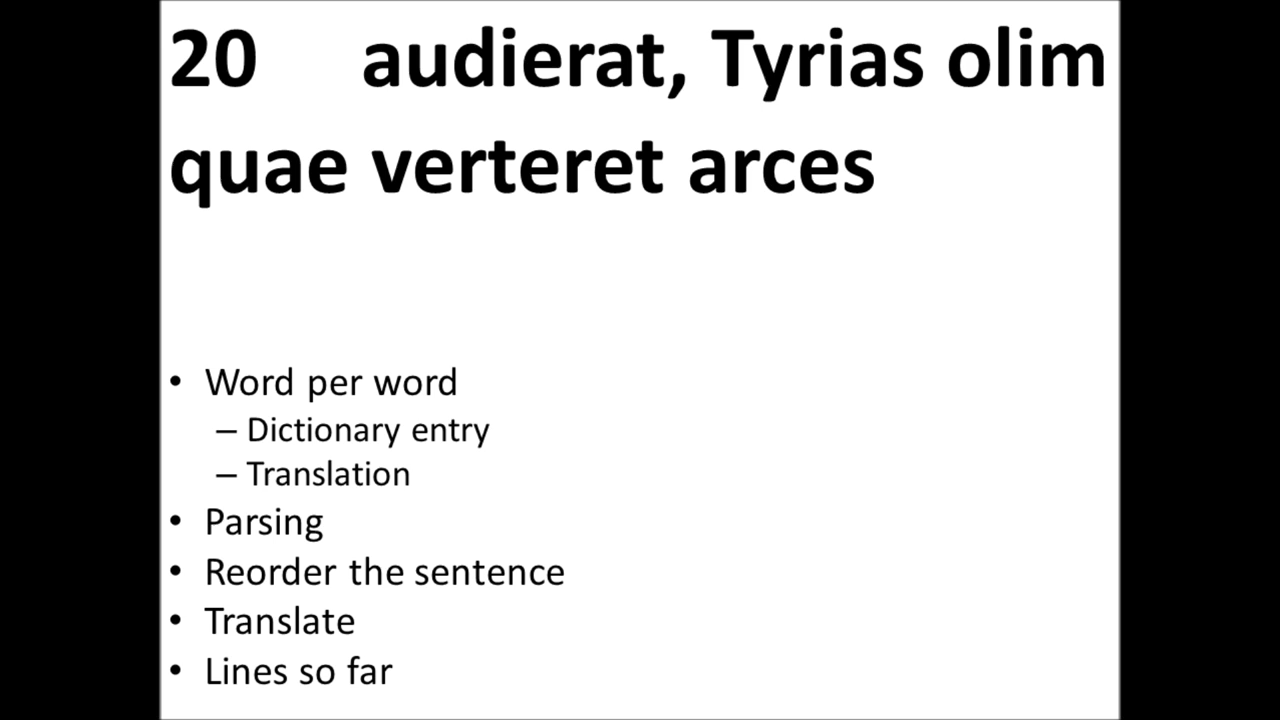 20 audierat, Tyrias olim
quae verteret arces
• Word per word
– Dictionary entry
– Translation
• Parsing
• Reorder the sentence
• Translate
• Lines so far